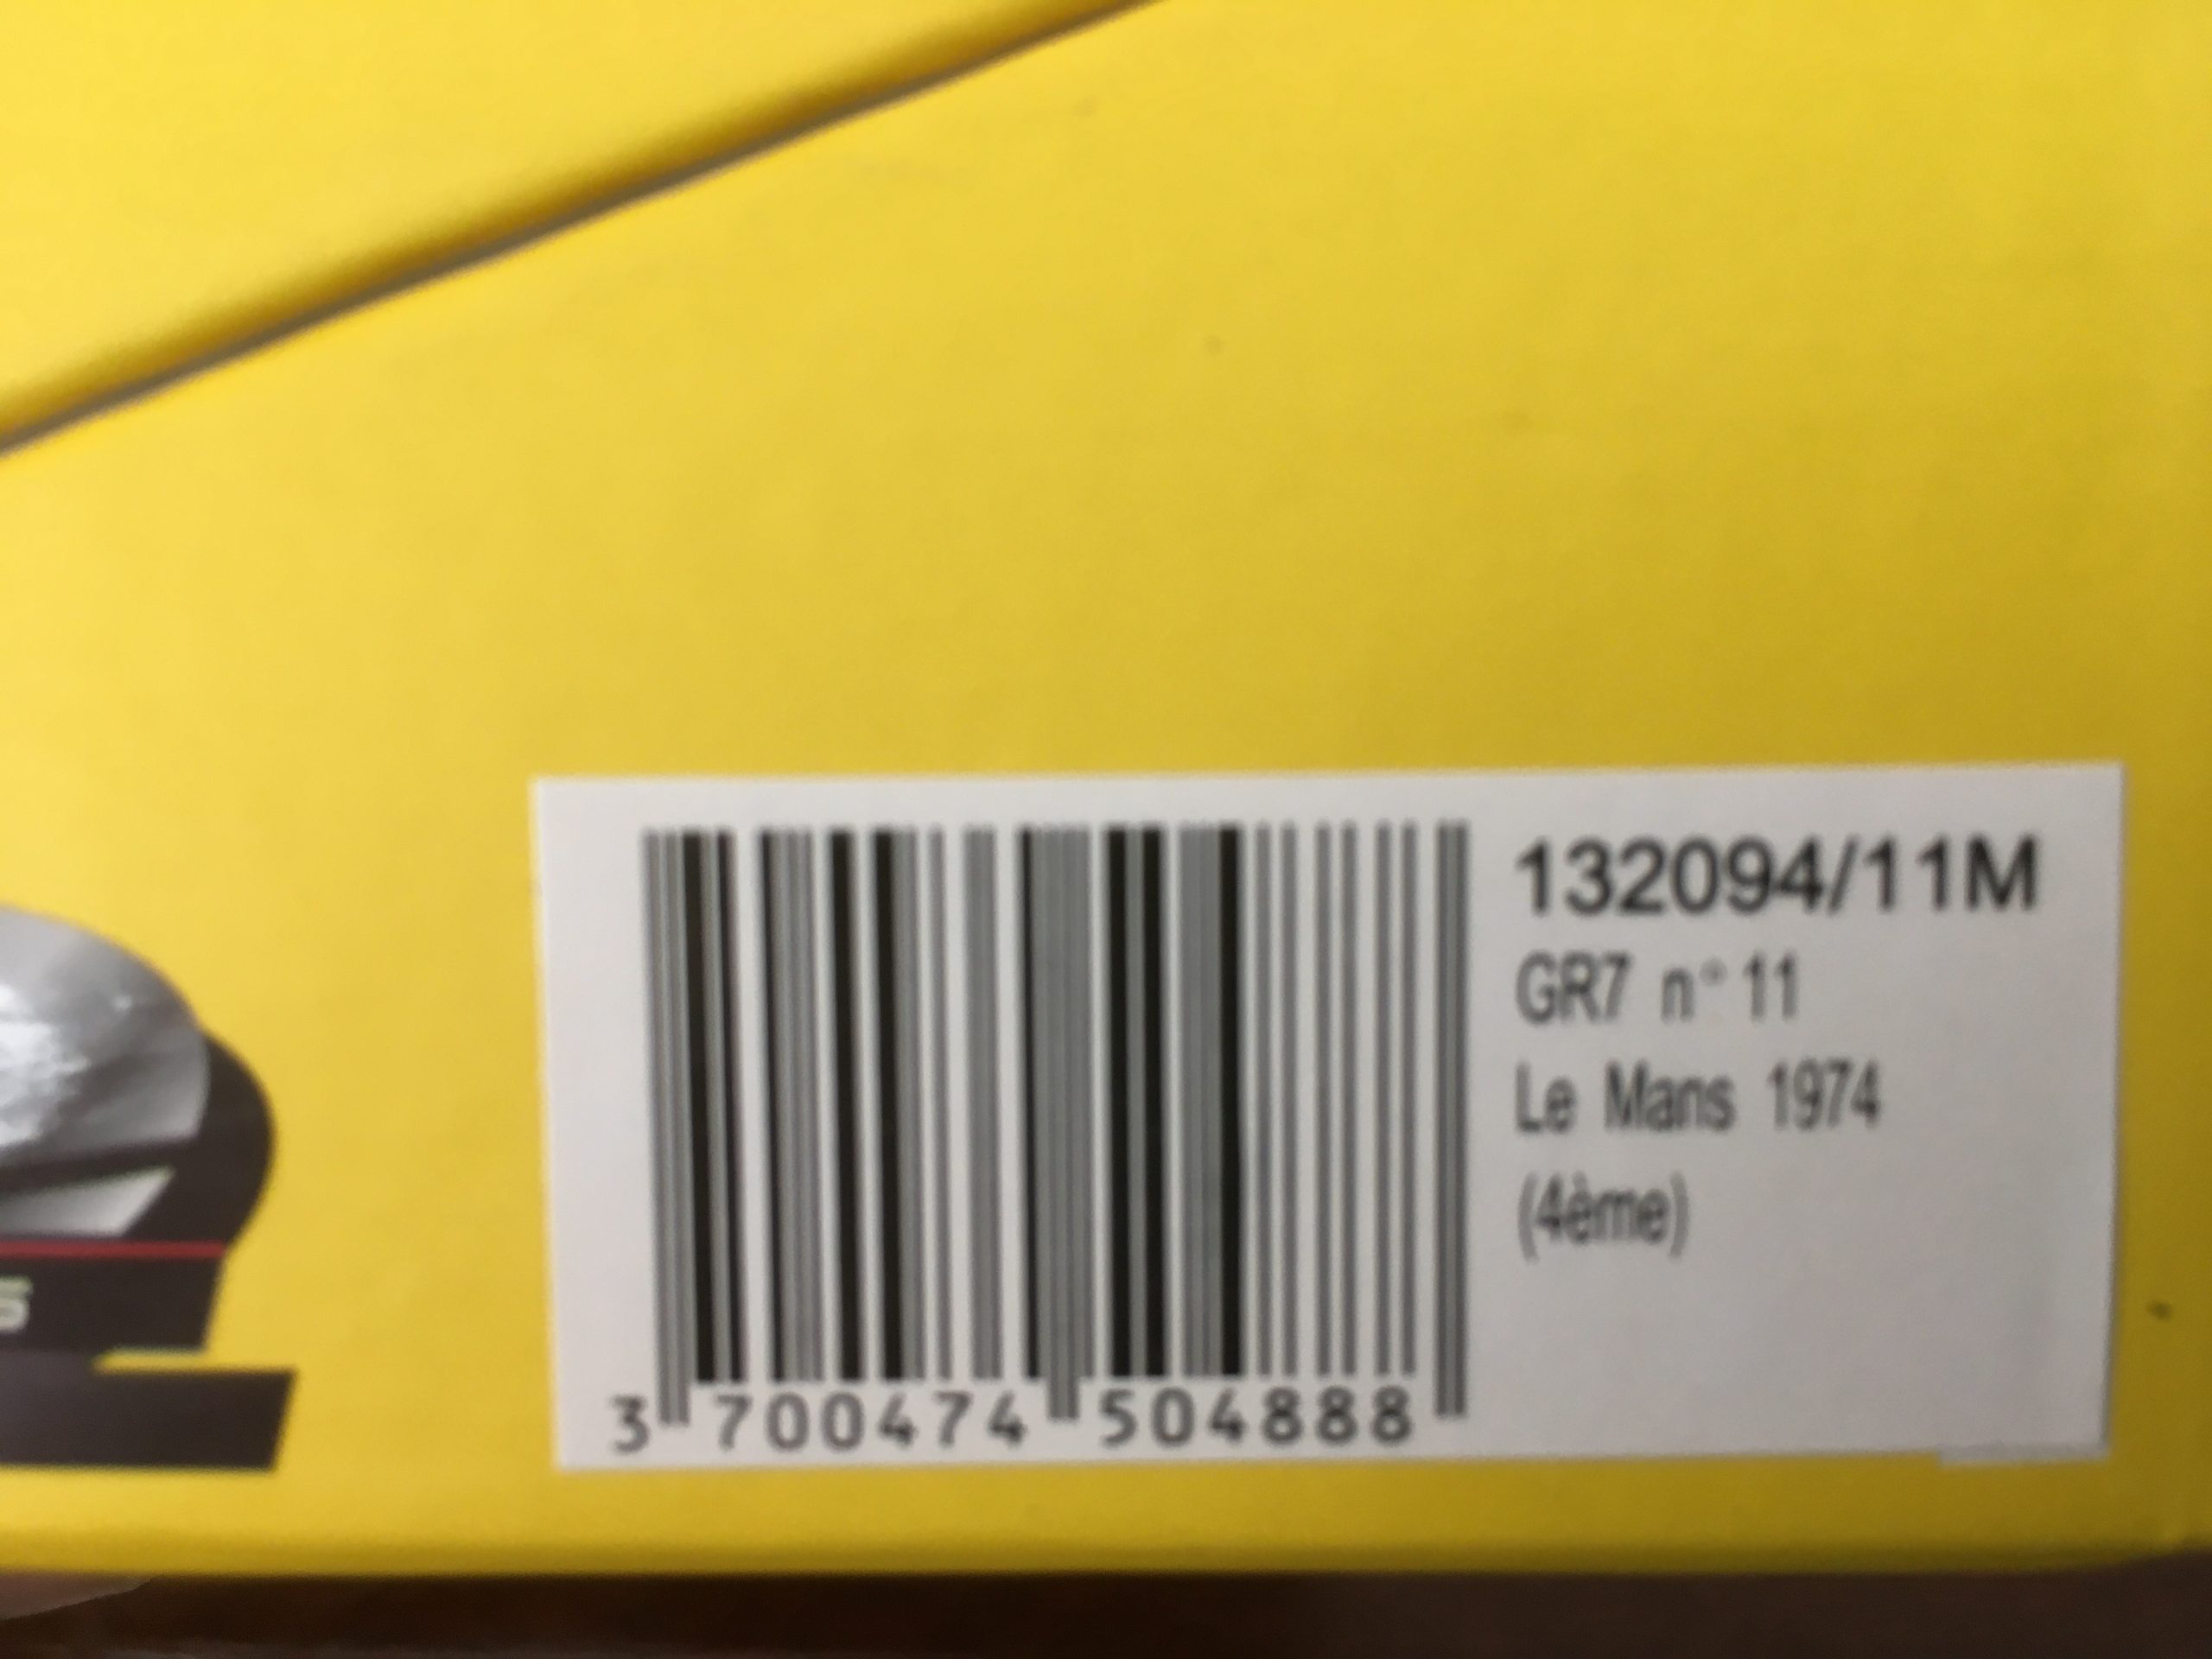 132094/11M
GR7 n°11
Le Mans 1974
(4ème)
3 700474 504888